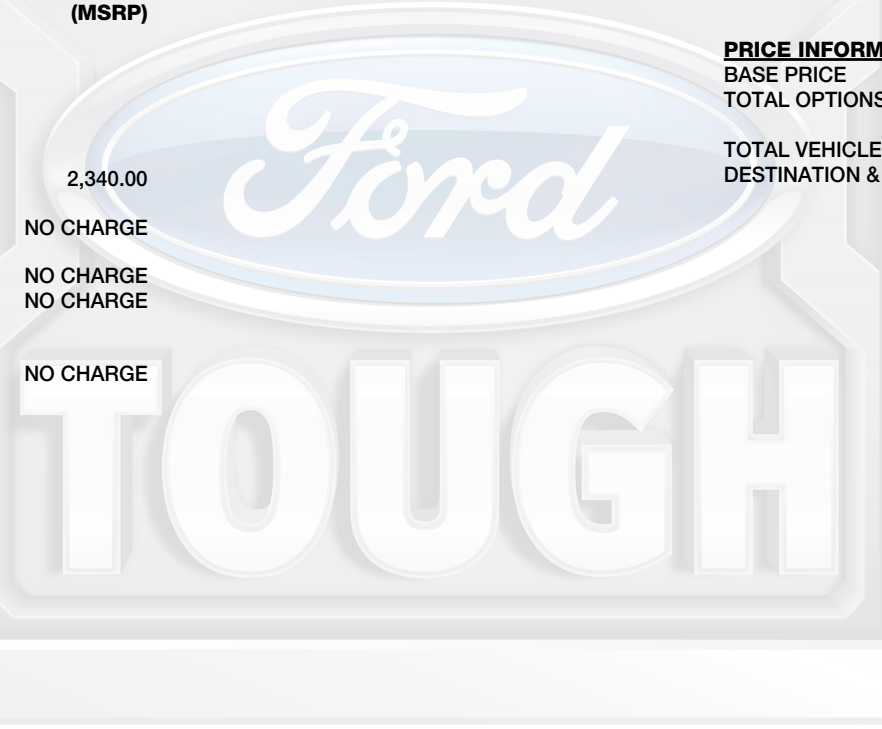 (MSRP)
2,340.00
NO CHARGE
NO CHARGE
NO CHARGE
NO CHARGE
PRICE INFORM
BASE PRICE
TOTAL OPTIONS
TOTAL VEHICLE
DESTINATION &
Ford
TOUGH